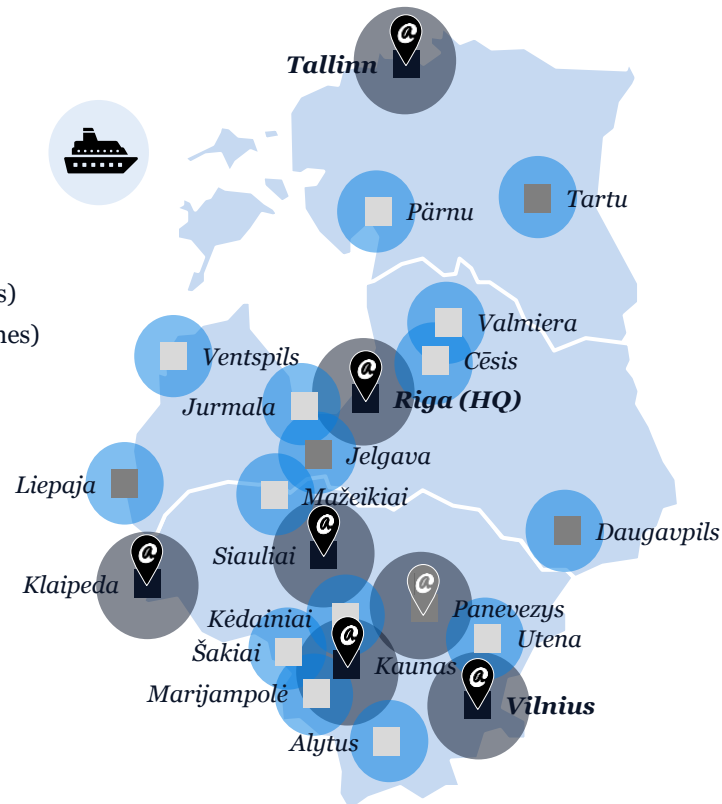 @
Tallinn
Pärnu
Tartu
s)
nes)
Valmiera
Ventspils
Cēsis
@
Jurmala
Riga (HQ)
Jelgava
Liepaja
Mažeikiai
@
Daugavpils
@
Siauliai
Klaipeda
@
Kėdainiai
Panevezys
Utena
Šakiai
@
Kaunas
@
Marijampolė
Vilnius
Alytus